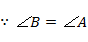 ∵ ∠B = ∠A